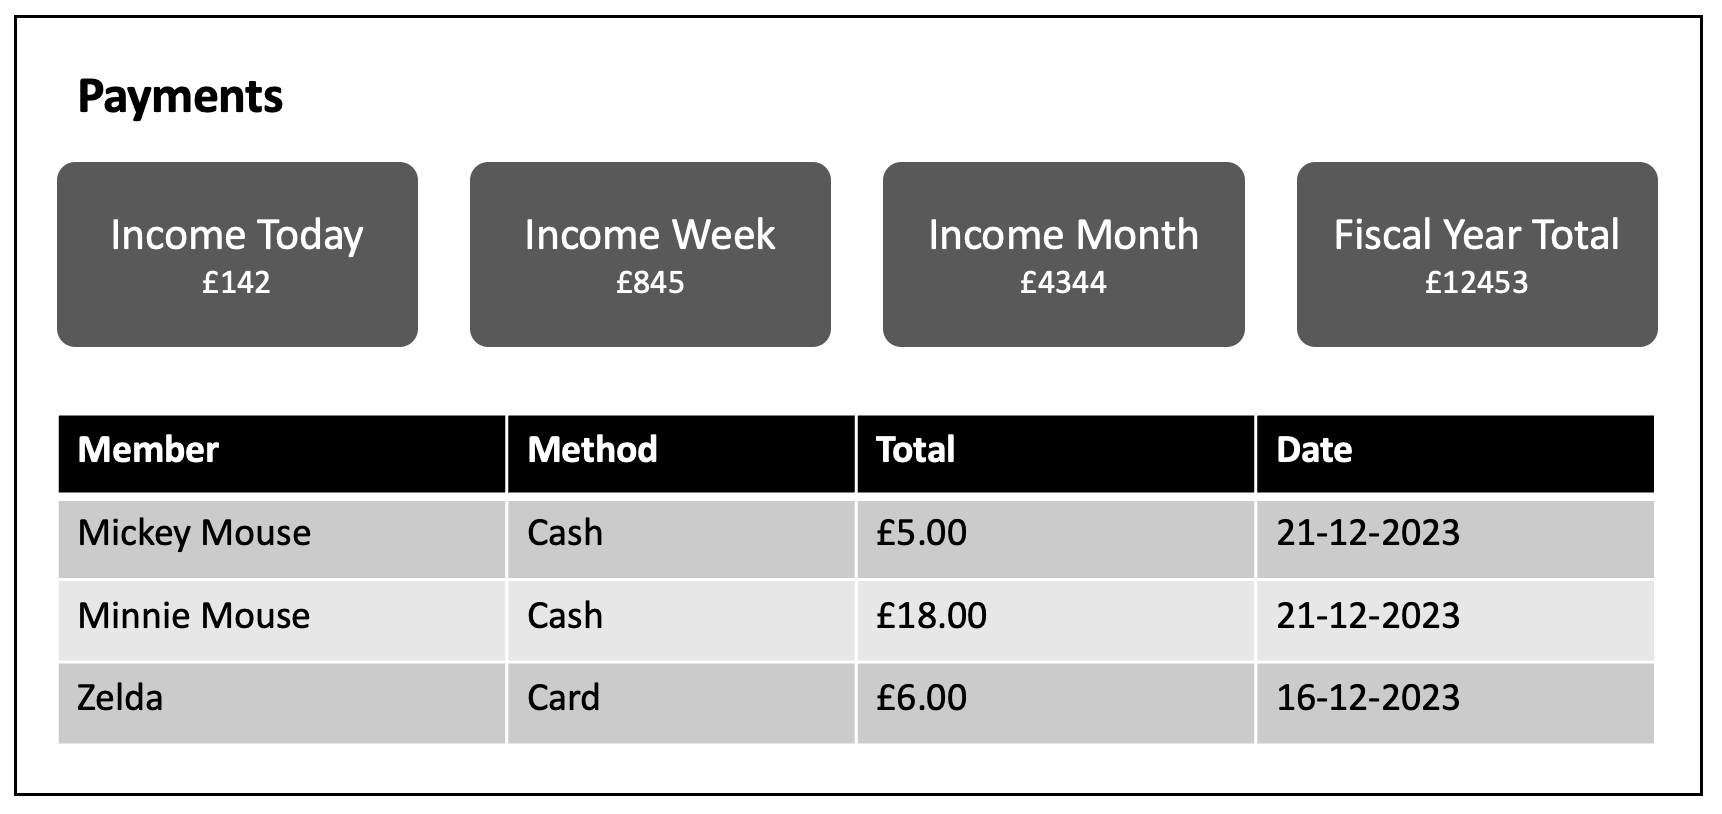 Payments
Income Today
£142
Income Week
£845
Income Month
£4344
Fiscal Year Total
£12453
Member Method Total Date
Mickey Mouse Cash £5.00 21-12-2023
Minnie Mouse Cash £18.00 21-12-2023
Zelda Card £6.00 16-12-2023